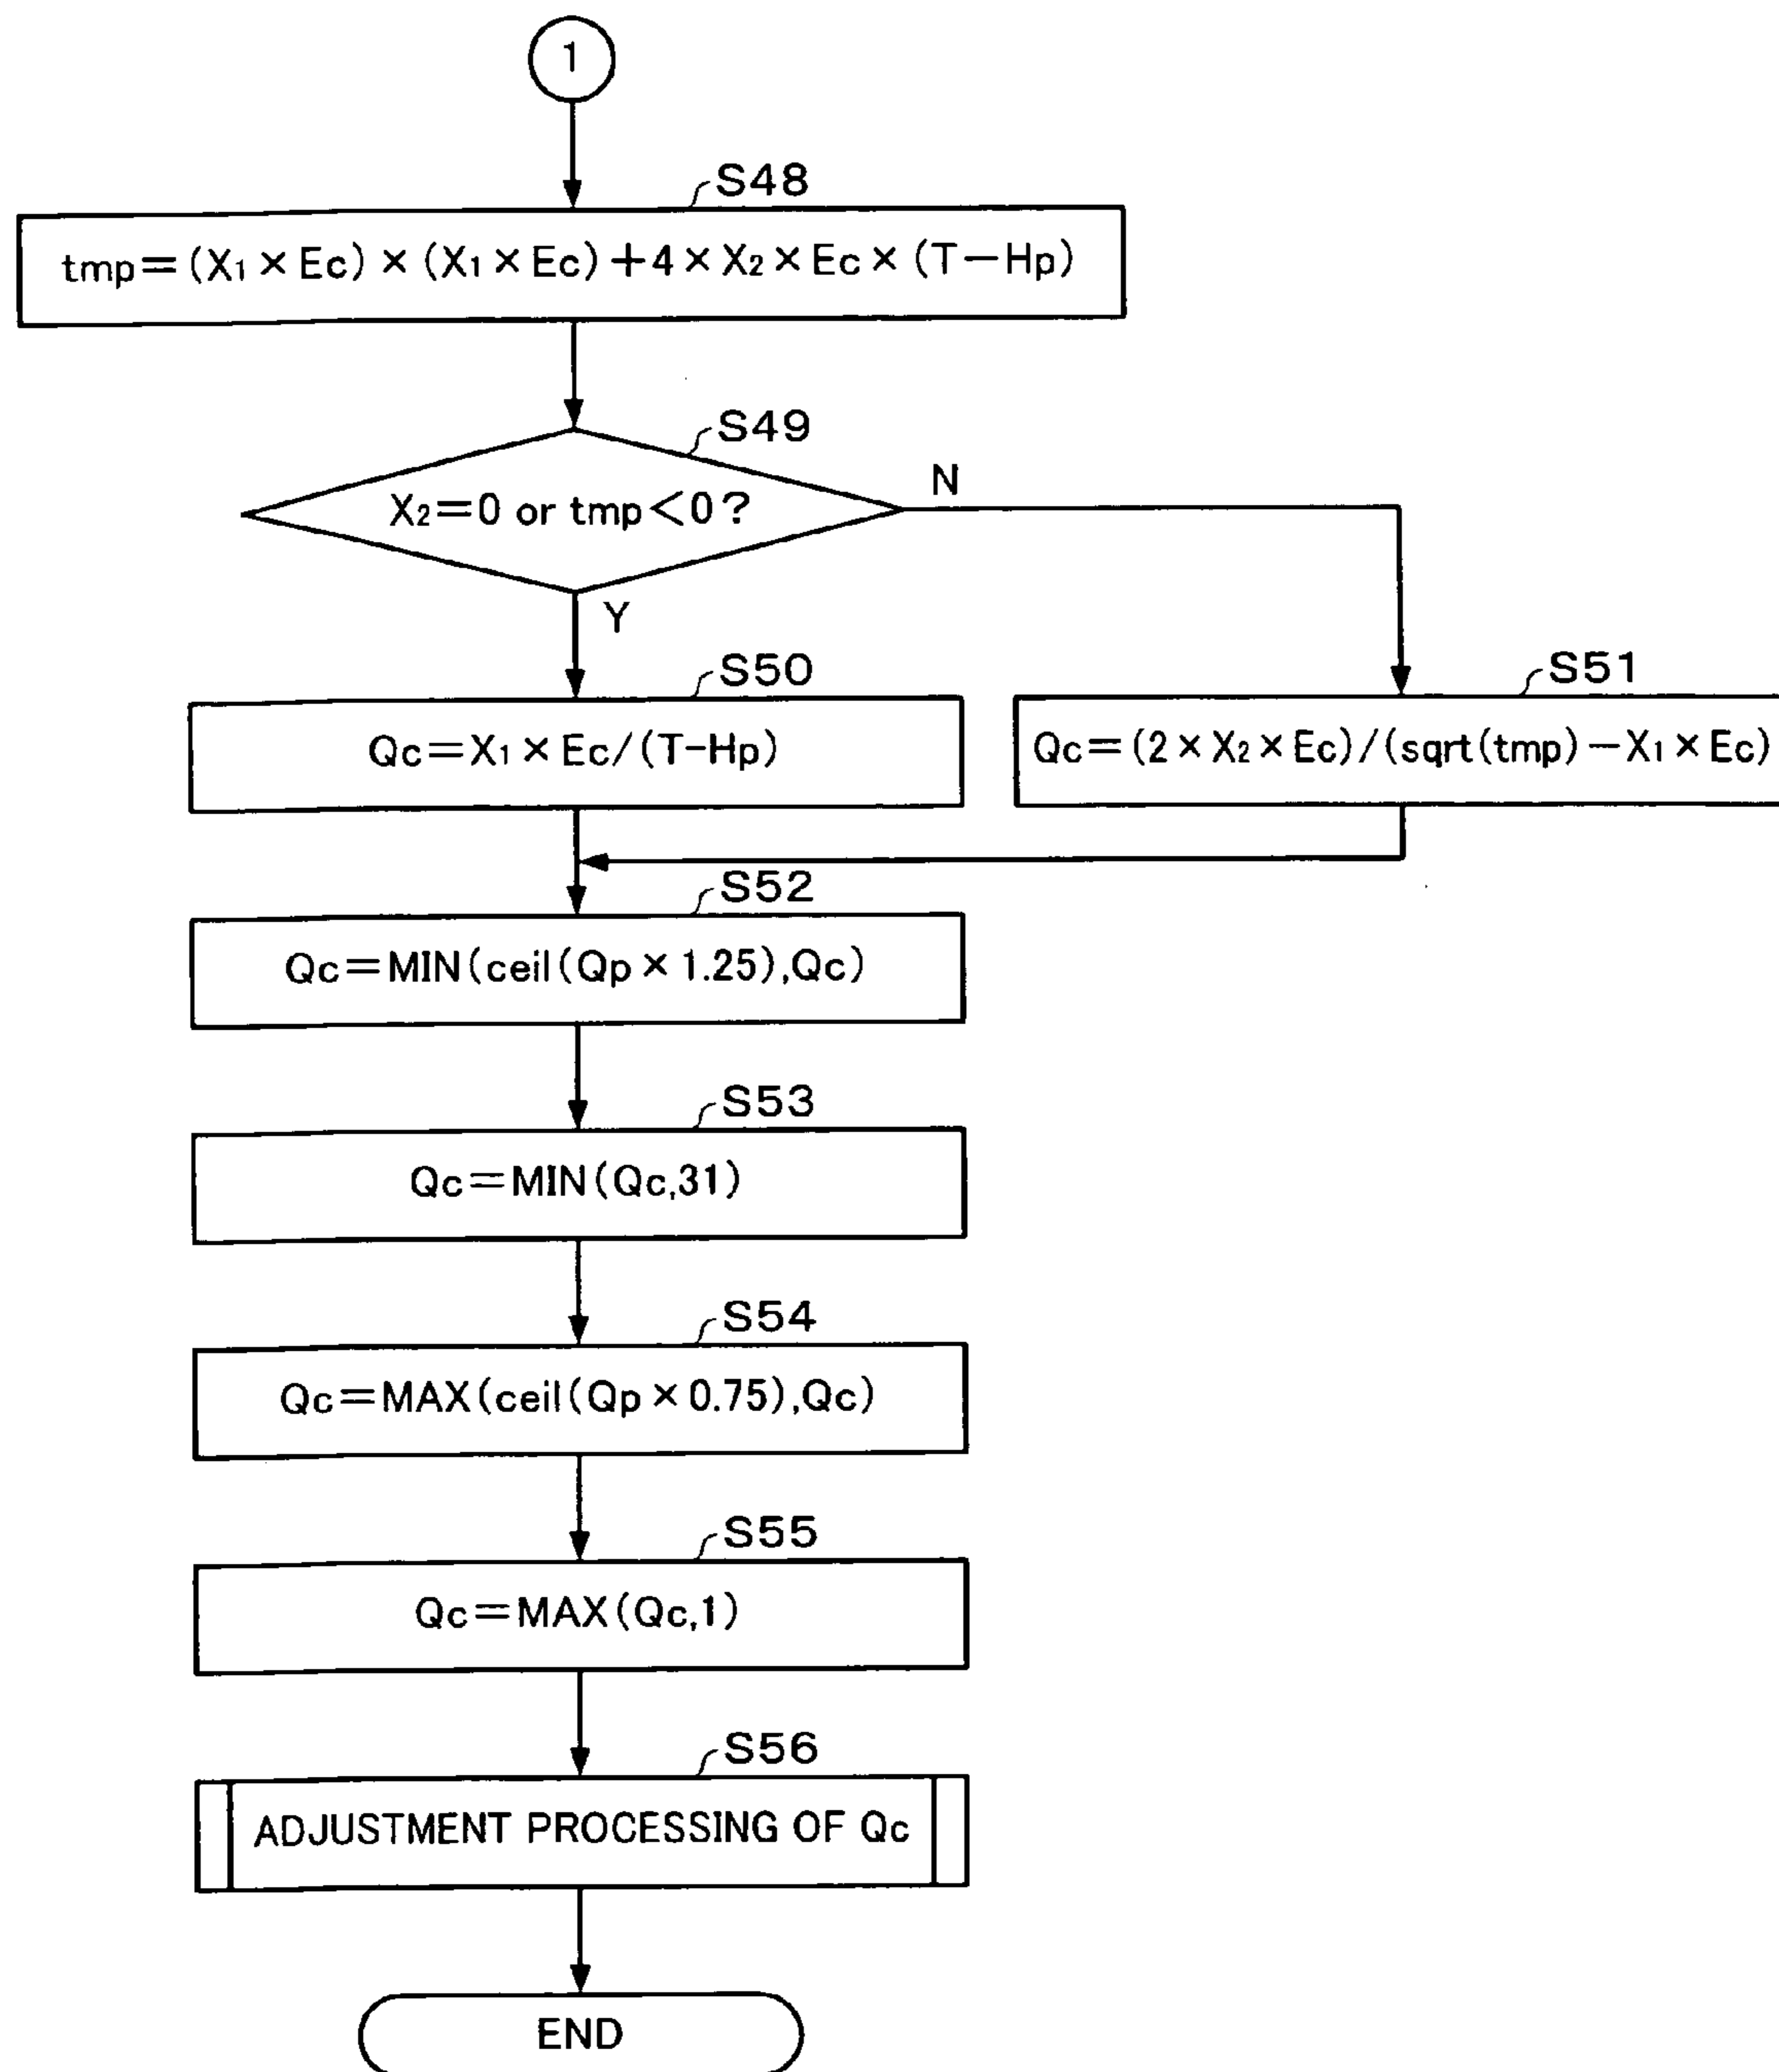 1
S48
tmp=(X₁×Ec)×(X₁×Ec)+4×X₂×Ec×(T-Hp)
S49
X₂=0 or tmp<0?
N
Y
S50
Qc=X₁×Ec/(T-Hp)
S51
Qc=(2×X₂×Ec)/(sqrt(tmp)-X₁×Ec)
S52
Qc=MIN(ceil(Qp×1.25),Qc)
S53
Qc=MIN(Qc,31)
S54
Qc=MAX(ceil(Qp×0.75),Qc)
S55
Qc=MAX(Qc,1)
S56
ADJUSTMENT PROCESSING OF Qc
END